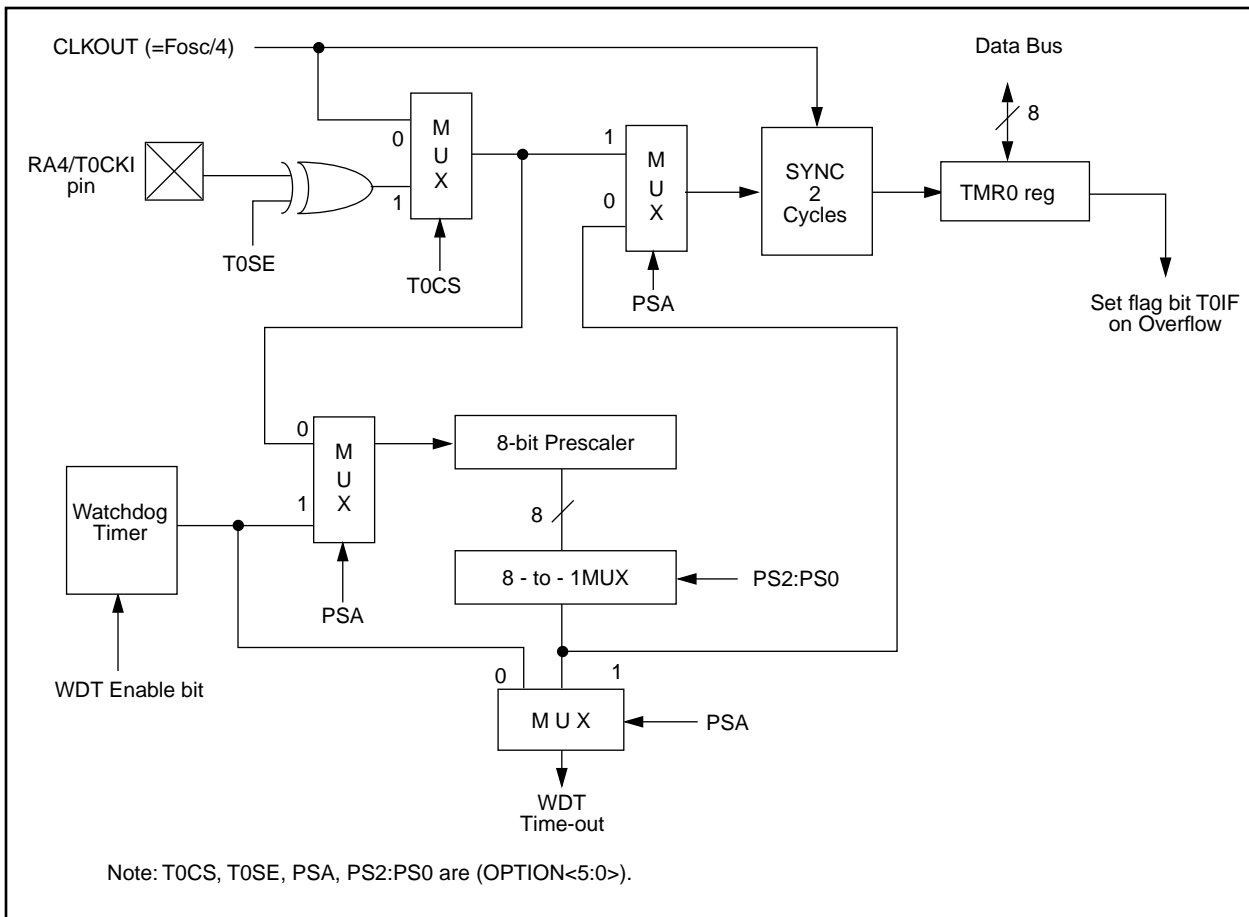 CLKOUT (=Fosc/4)
Data Bus
8
RA4/T0CKI
pin
T0SE
0
1
M
U
X
T0CS
1
0
M
U
X
PSA
SYNC
2
Cycles
TMR0 reg
Set flag bit T0IF
on Overflow
Watchdog
Timer
WDT Enable bit
0
1
M
U
X
PSA
8-bit Prescaler
8
8 - to - 1MUX
PS2:PS0
0
1
M U X
PSA
WDT
Time-out
Note: T0CS, T0SE, PSA, PS2:PS0 are (OPTION<5:0>).